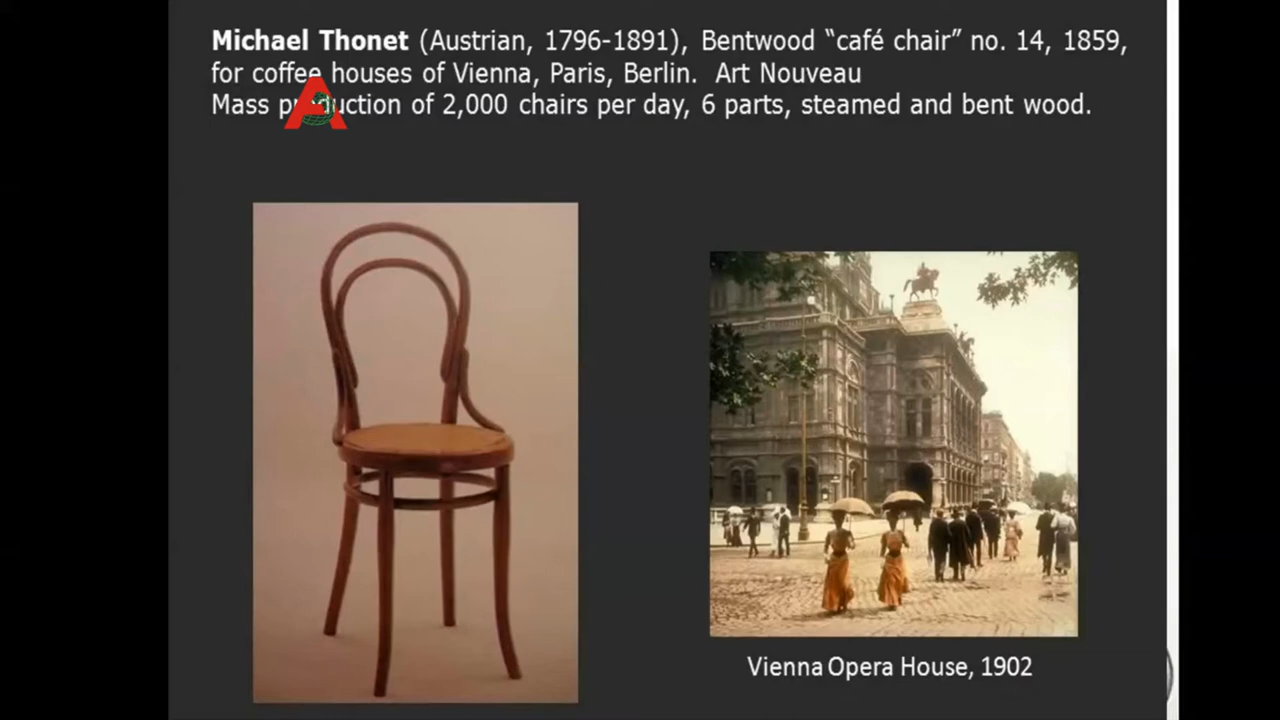 Michael Thonet (Austrian, 1796-1891), Bentwood “café chair” no. 14, 1859,
for coffee houses of Vienna, Paris, Berlin. Art Nouveau
Mass production of 2,000 chairs per day, 6 parts, steamed and bent wood.
Vienna Opera House, 1902